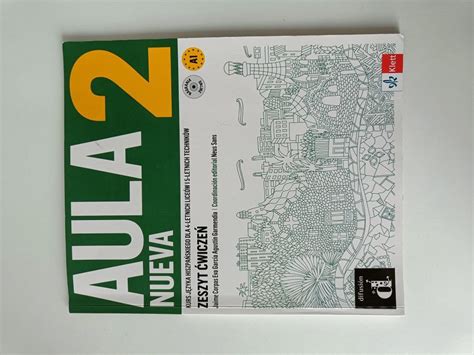 AULA 2
NUEVA
A1
KURS JĘZYKA HISZPAŃSKIEGO DLA 4-LETNICH LICEÓW I 5-LETNICH TECHNIKÓW
ZESZYT ĆWICZEŃ
Jaime Corpas Eva García Agustín Garmendia | Coordinación editorial Neus Sans
Klett
difusión